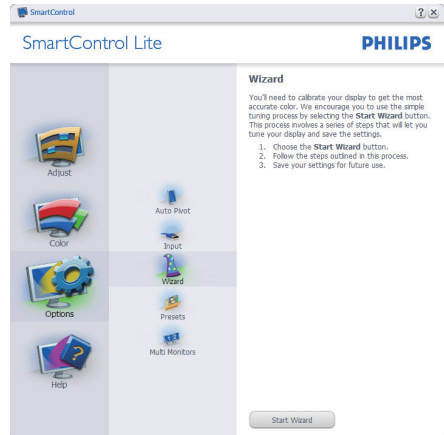 SmartControl
? x
SmartControl Lite
PHILIPS
Adjust
Color
Options
Help
Auto Pivot
Input
Wizard
Presets
Multi Monitors
Wizard
You'll need to calibrate your display to get the most
accurate color. We encourage you to use the simple
tuning process by selecting the Start Wizard button.
This process involves a series of steps that will let you
tune your display and save the settings.
1. Choose the Start Wizard button.
2. Follow the steps outlined in this process.
3. Save your settings for future use.
Start Wizard